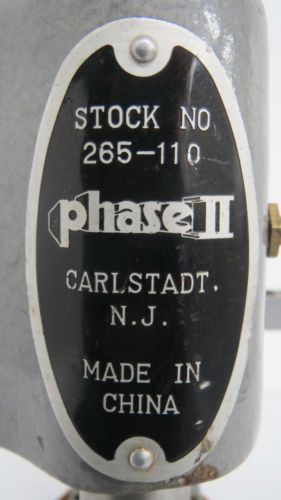 STOCK NO
265-110
phase II
CARLSTADT.
N.J.
MADE IN
CHINA